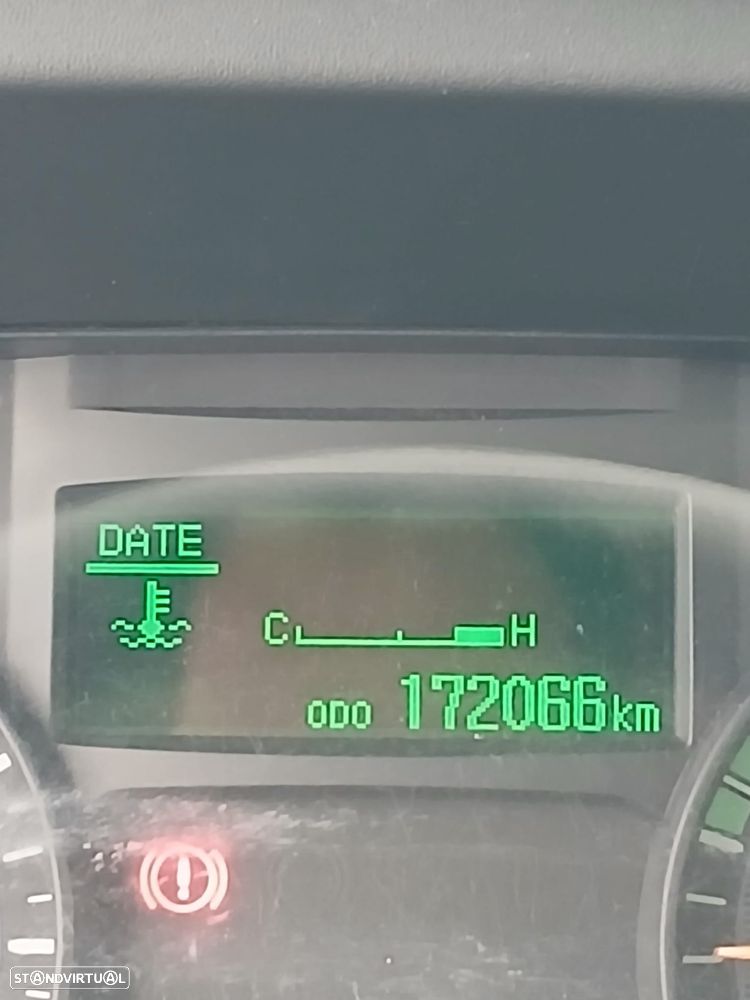 DATE
C H
ODO 172066km
STANDVIRTUAL